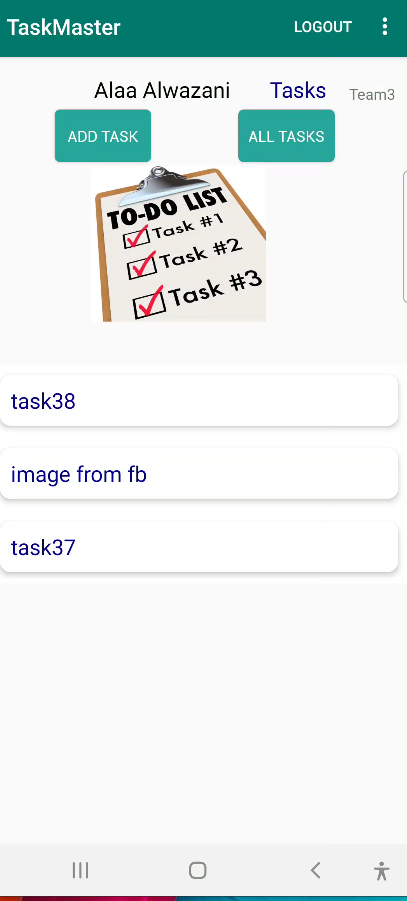 TaskMaster LOGOUT
Alaa Alwazani Tasks Team3
ADD TASK ALL TASKS
TO-DO LIST
Task #1
Task #2
Task #3
task38
image from fb
task37